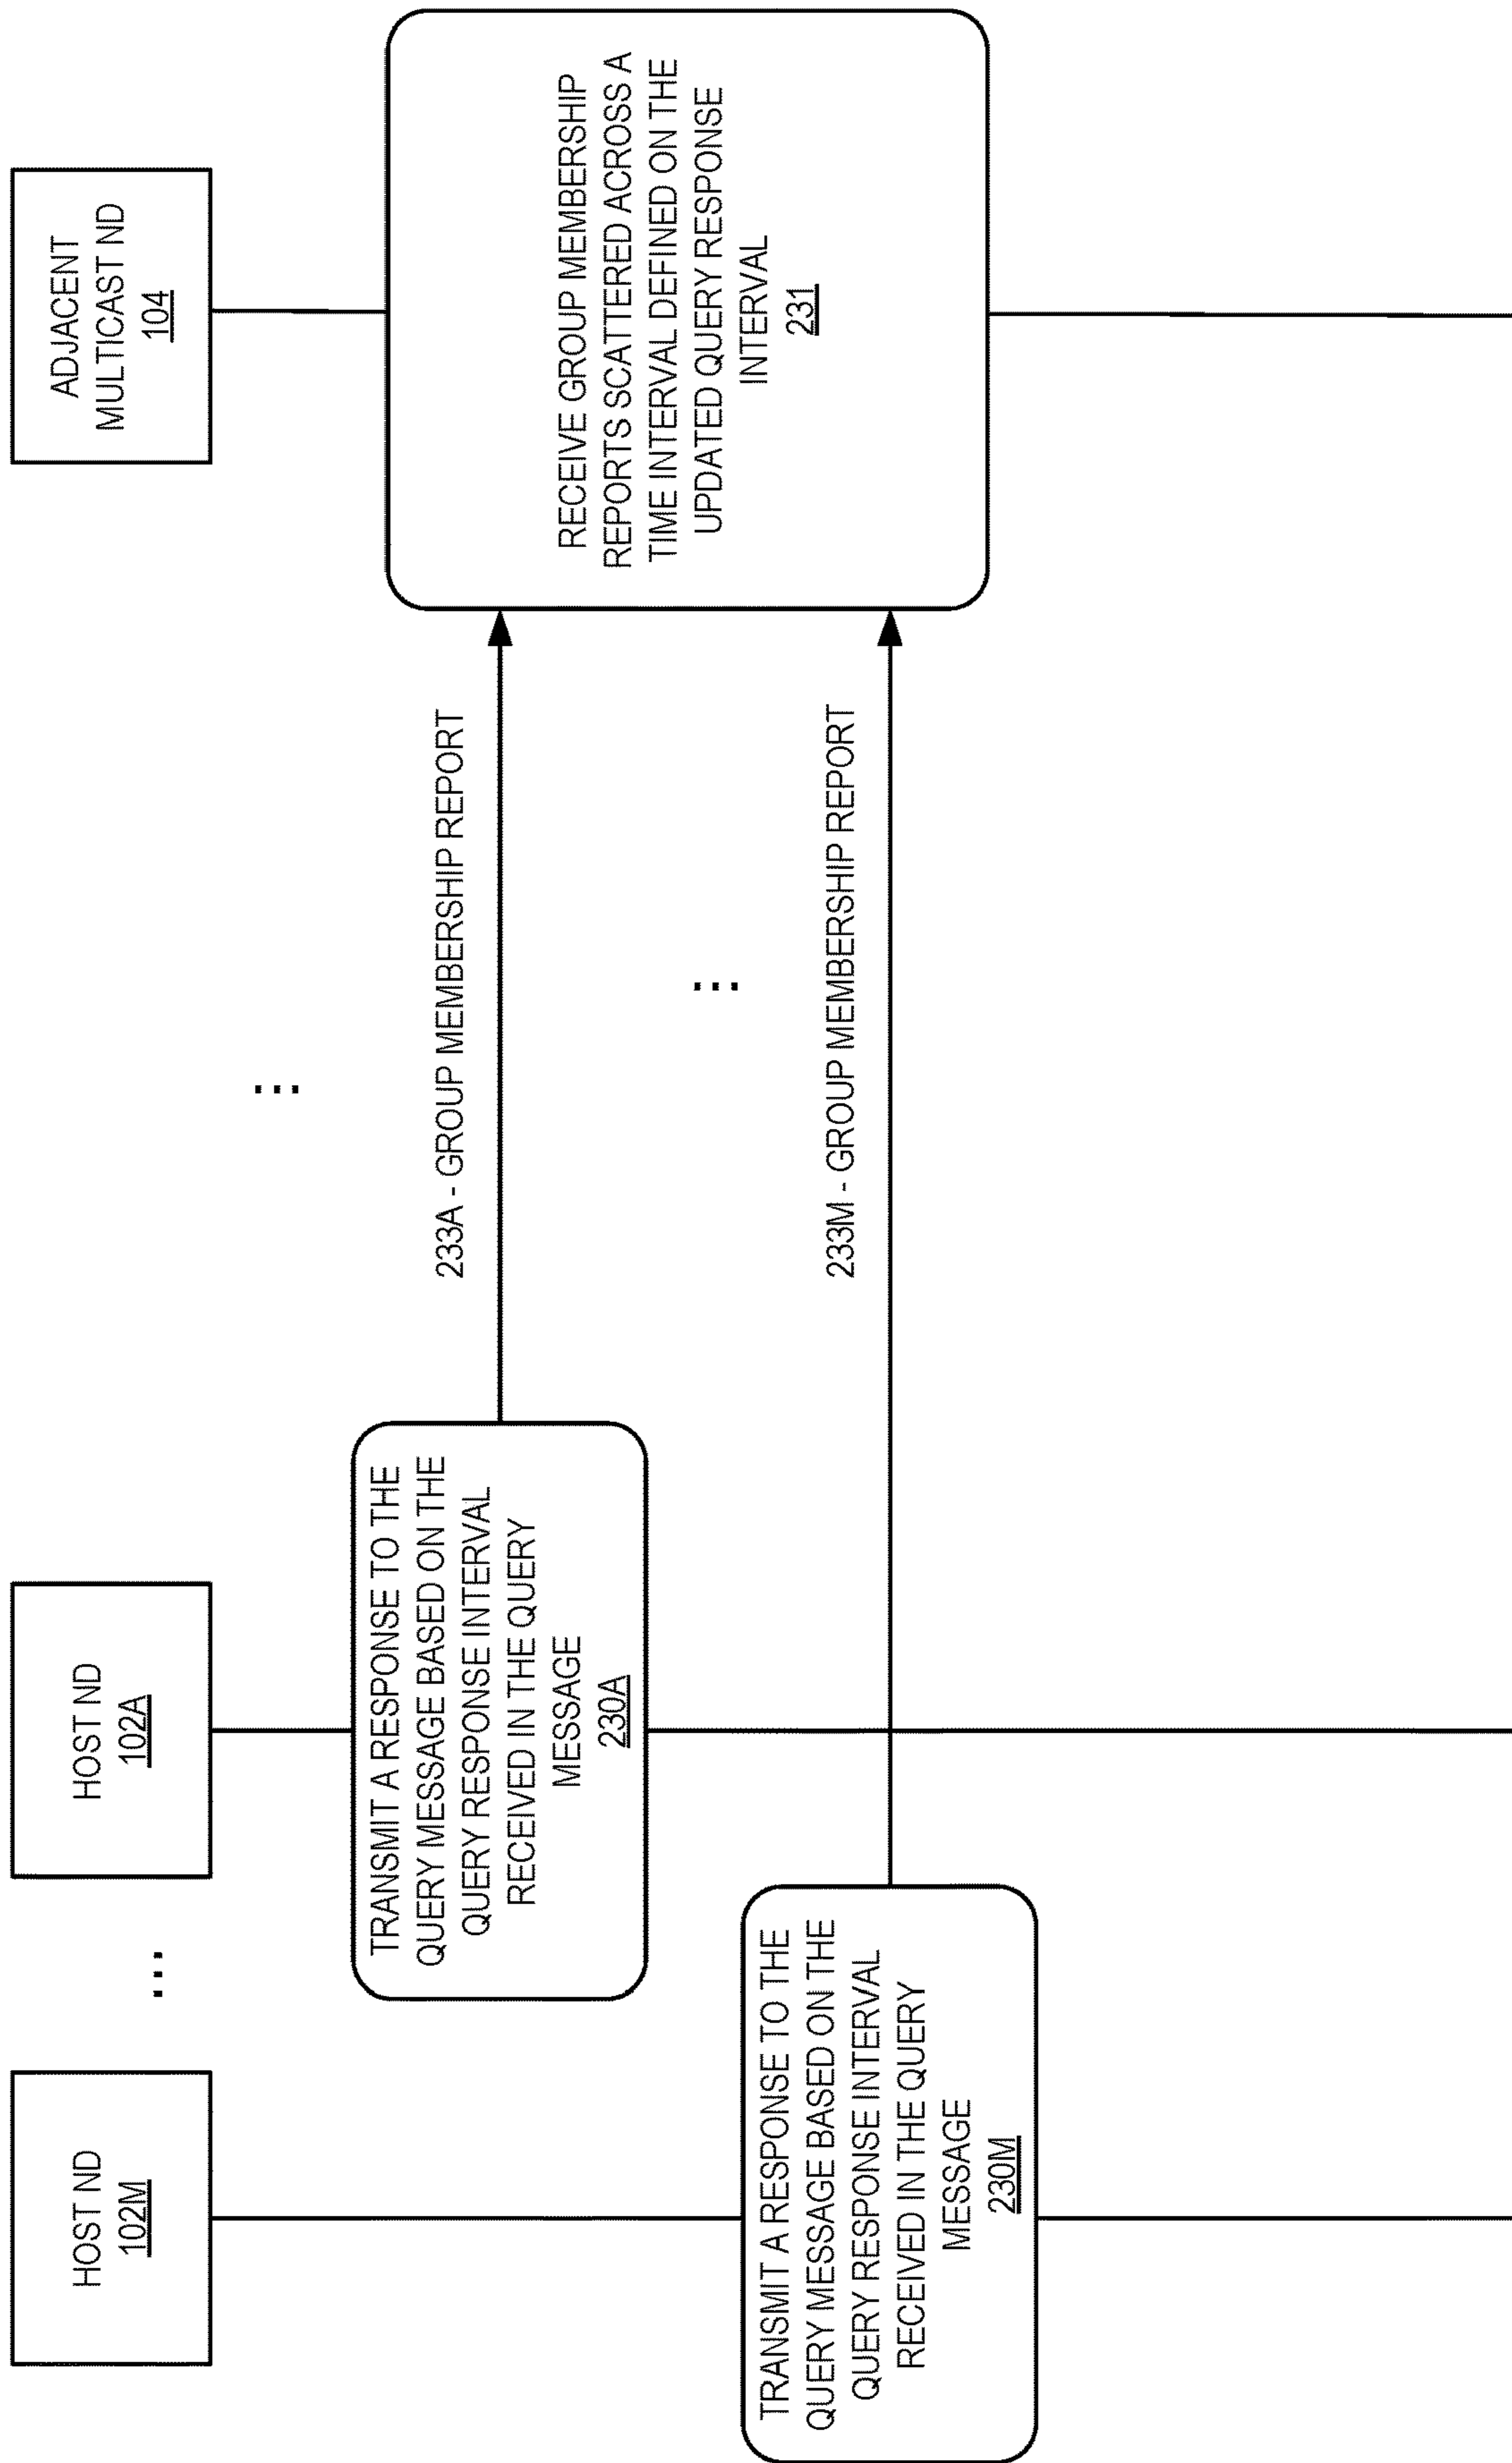 HOST ND
102M
...
HOST ND
102A
ADJACENT
MULTICAST ND
104
...
TRANSMIT A RESPONSE TO THE
QUERY MESSAGE BASED ON THE
QUERY RESPONSE INTERVAL
RECEIVED IN THE QUERY
MESSAGE
230A
233A - GROUP MEMBERSHIP REPORT
RECEIVE GROUP MEMBERSHIP
REPORTS SCATTERED ACROSS A
TIME INTERVAL DEFINED ON THE
UPDATED QUERY RESPONSE
INTERVAL
231
...
TRANSMIT A RESPONSE TO THE
QUERY MESSAGE BASED ON THE
QUERY RESPONSE INTERVAL
RECEIVED IN THE QUERY
MESSAGE
230M
233M - GROUP MEMBERSHIP REPORT